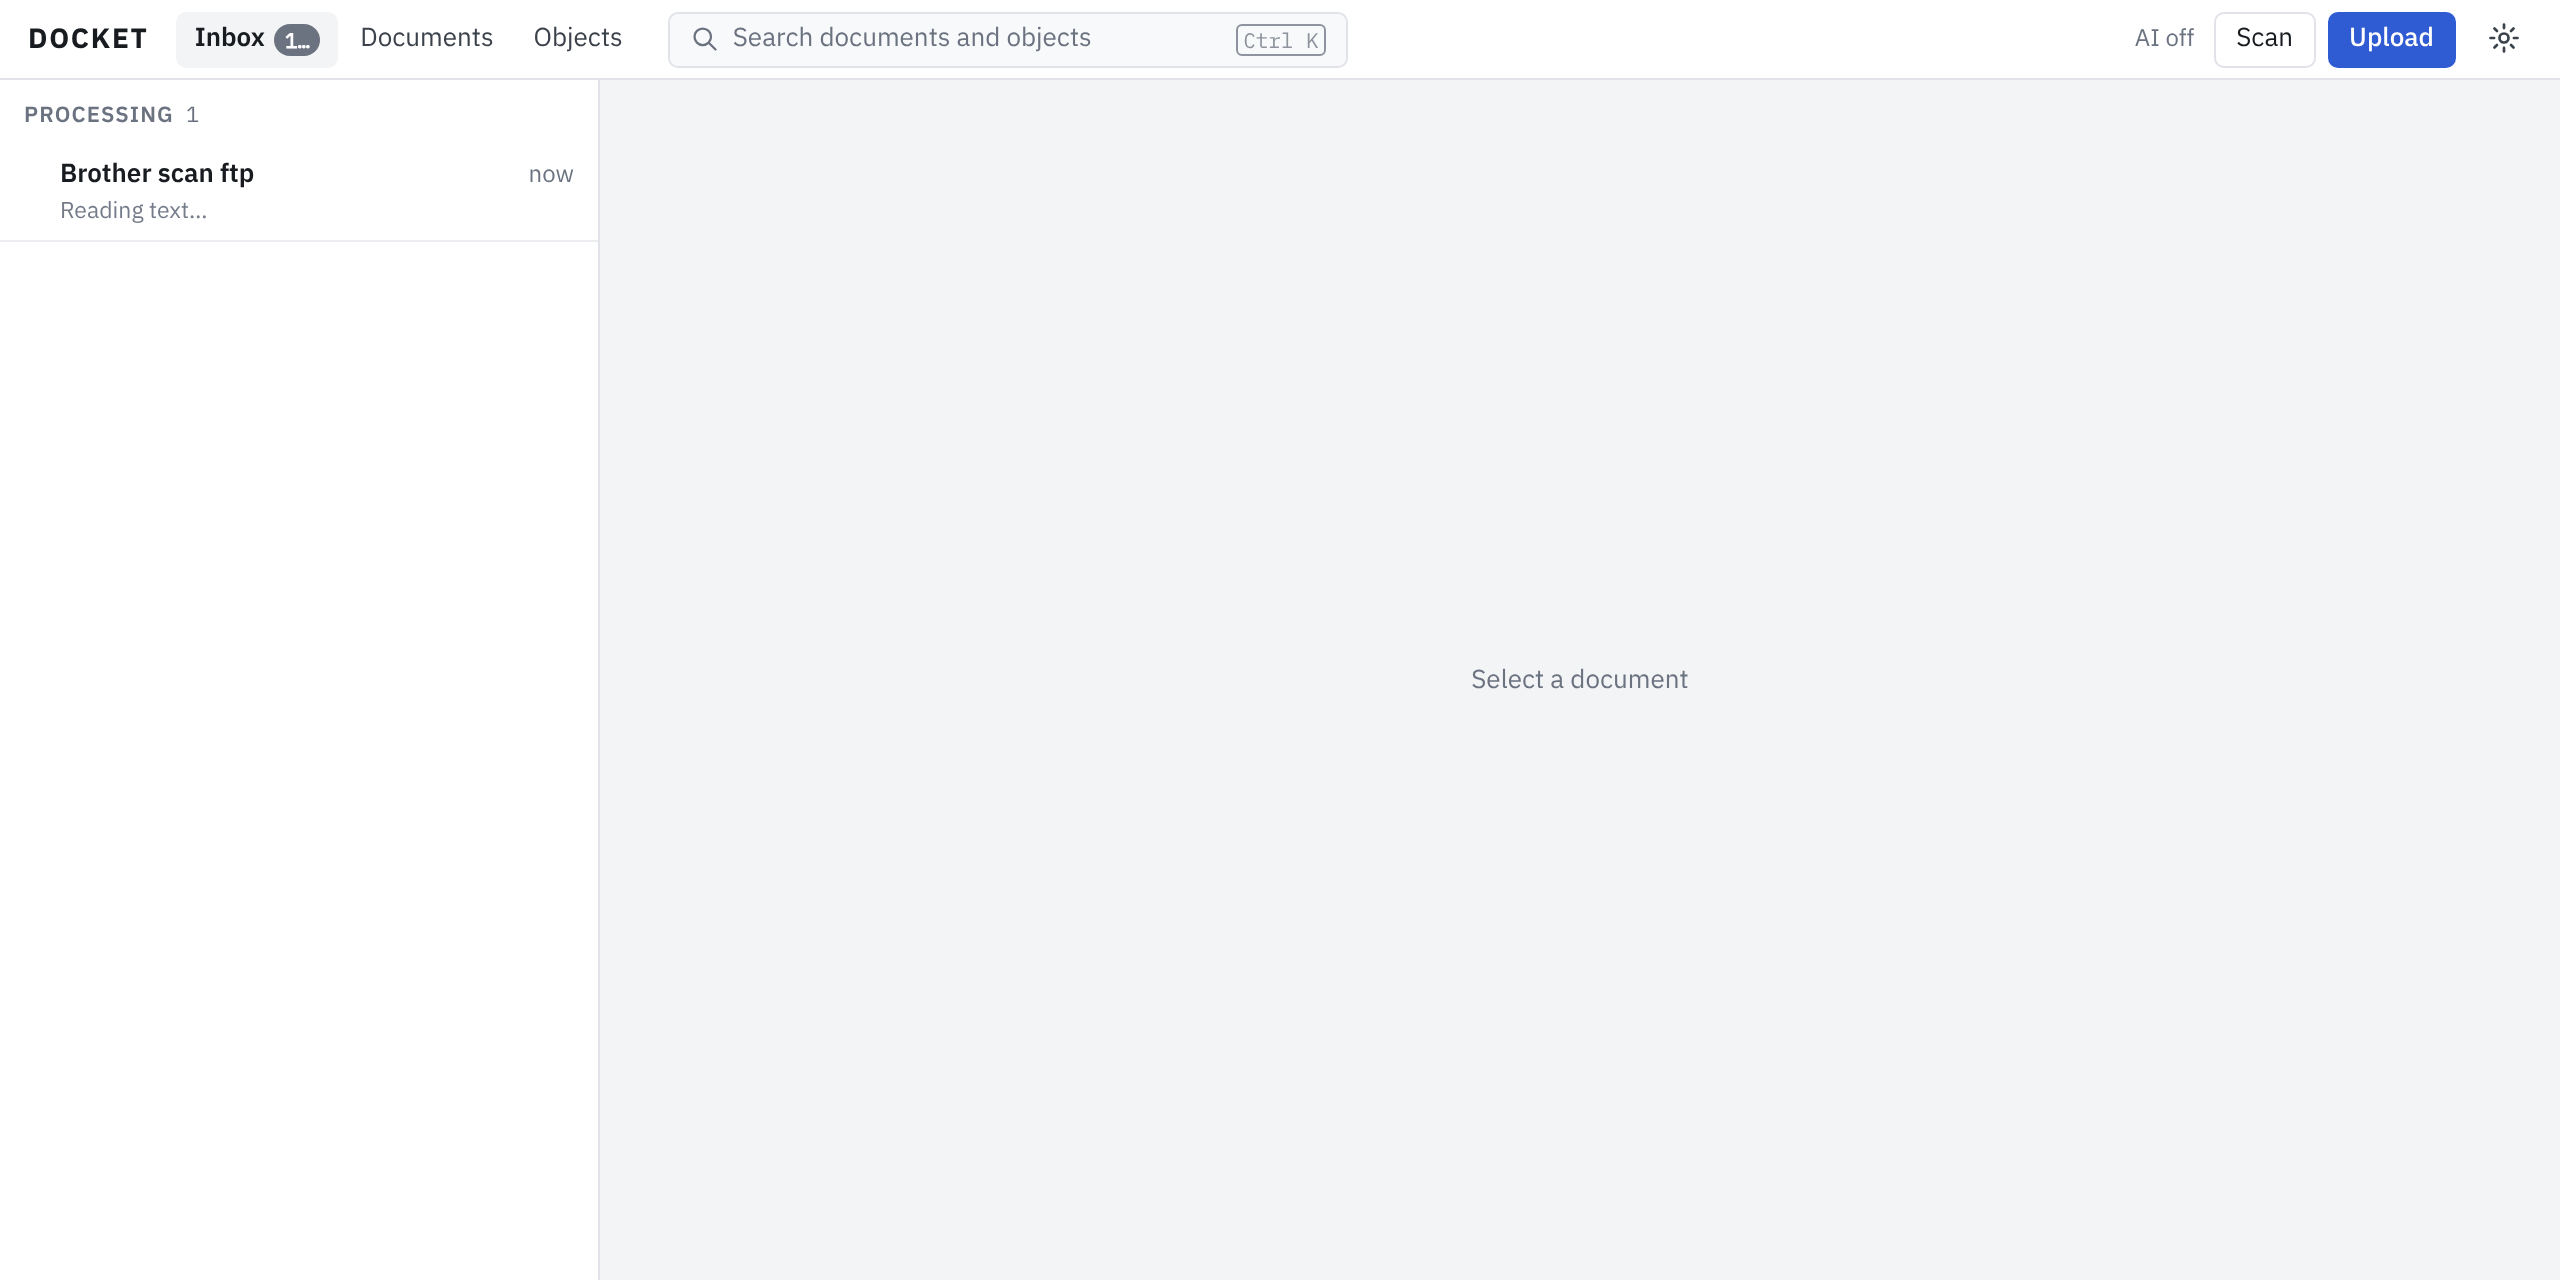 DOCKET
Inbox 1…
Documents
Objects
Search documents and objects
Ctrl K
AI off
Scan
Upload
PROCESSING 1
Brother scan ftp
now
Reading text…
Select a document